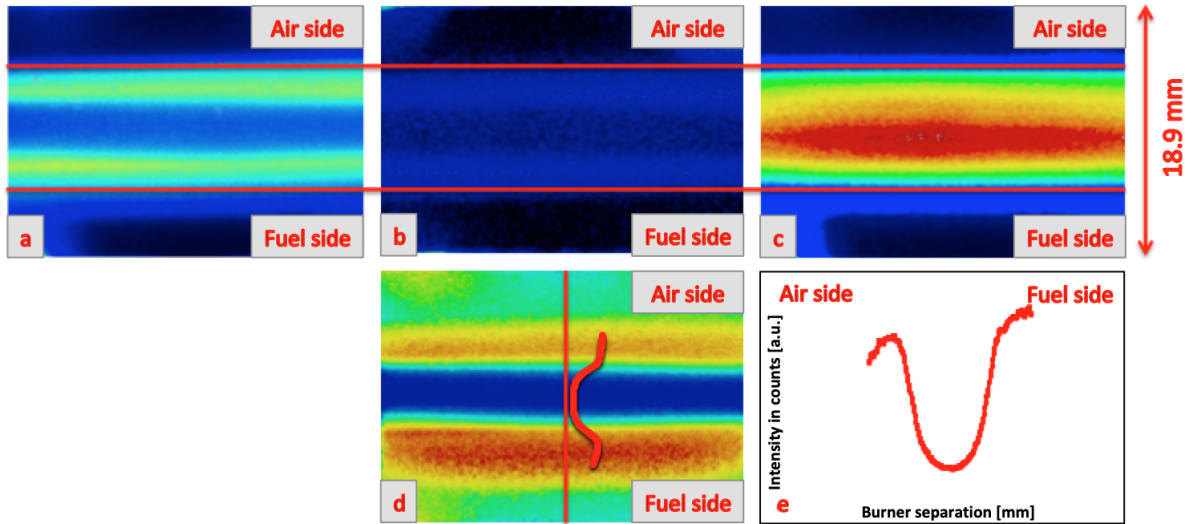 Air side
Air side
Air side
a
Fuel side
b
Fuel side
c
Fuel side
18.9 mm
Air side
d
Fuel side
Air side
Fuel side
Intensity in counts [a.u.]
e
Burner separation [mm]